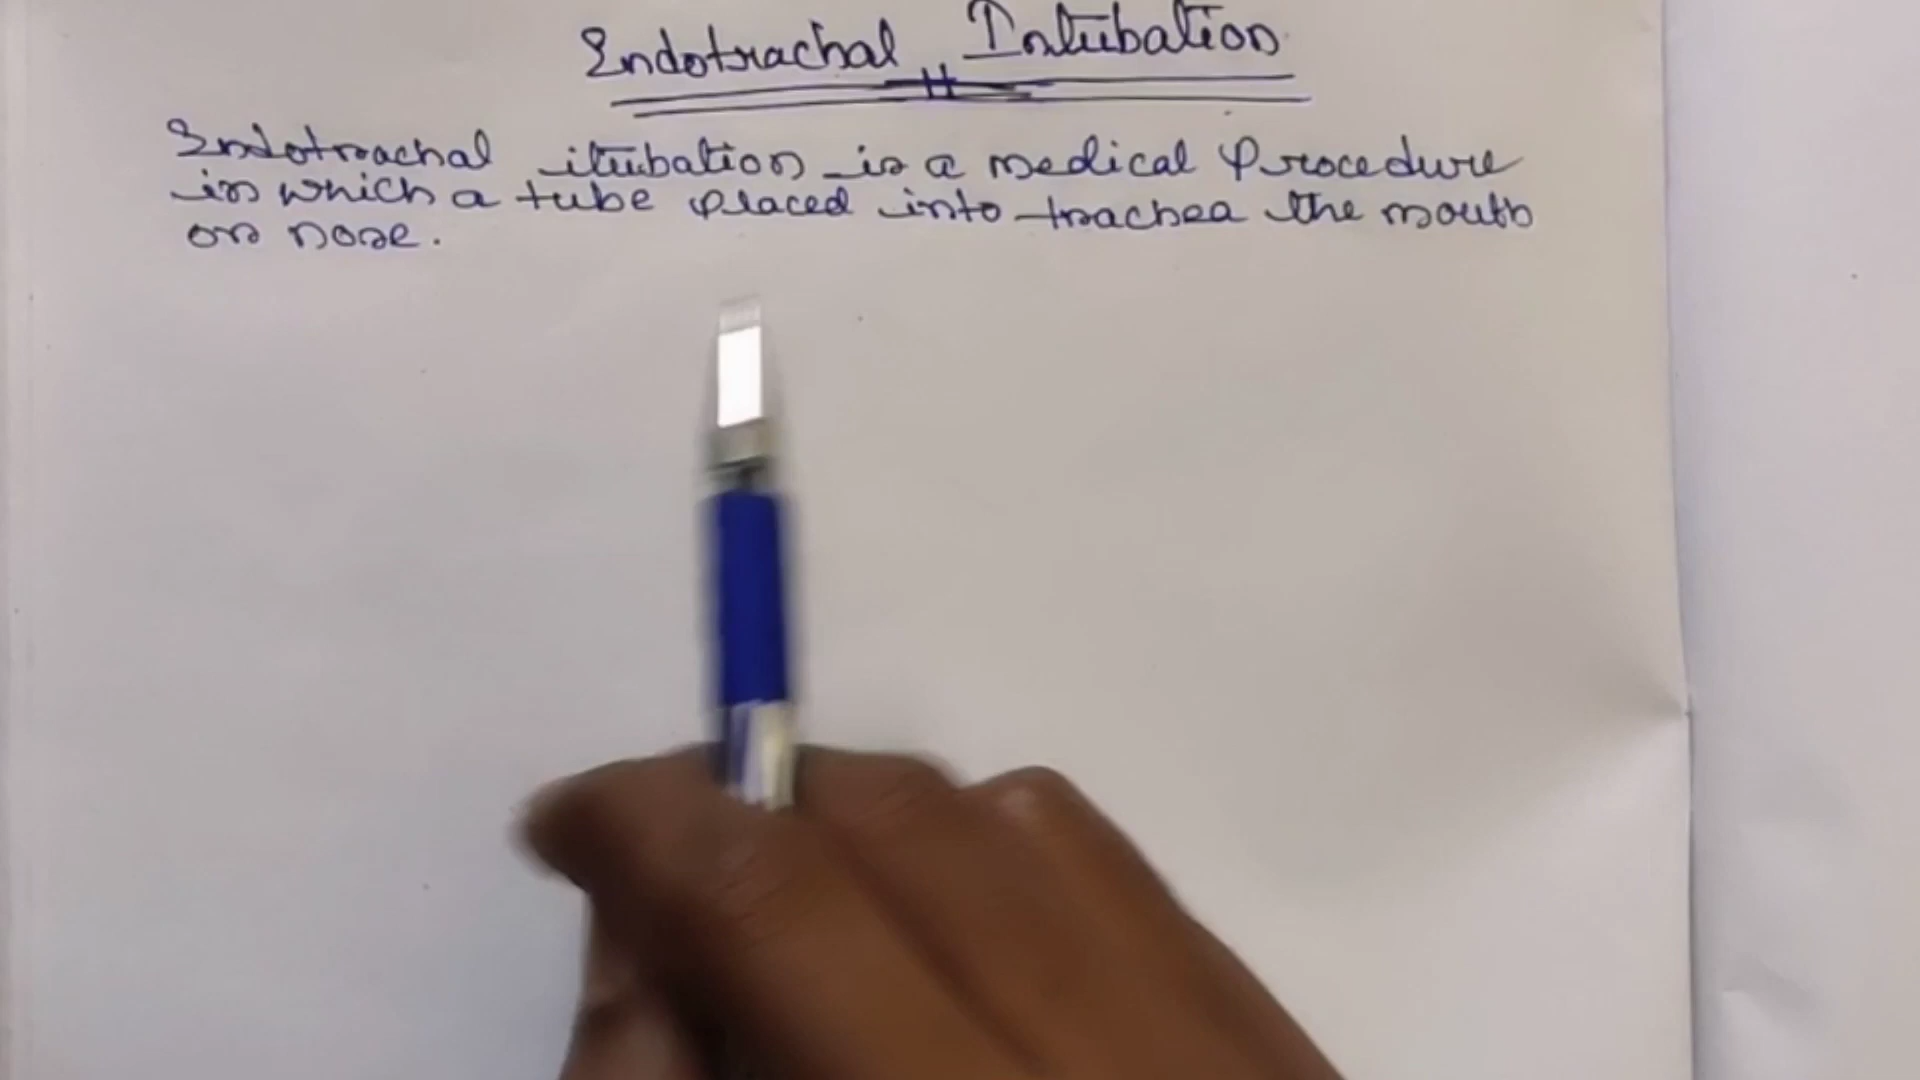 Endotrachal Intubation
Endotrachal itubation is a medical procedure
in which a tube placed into trachea the mouth
or nose.